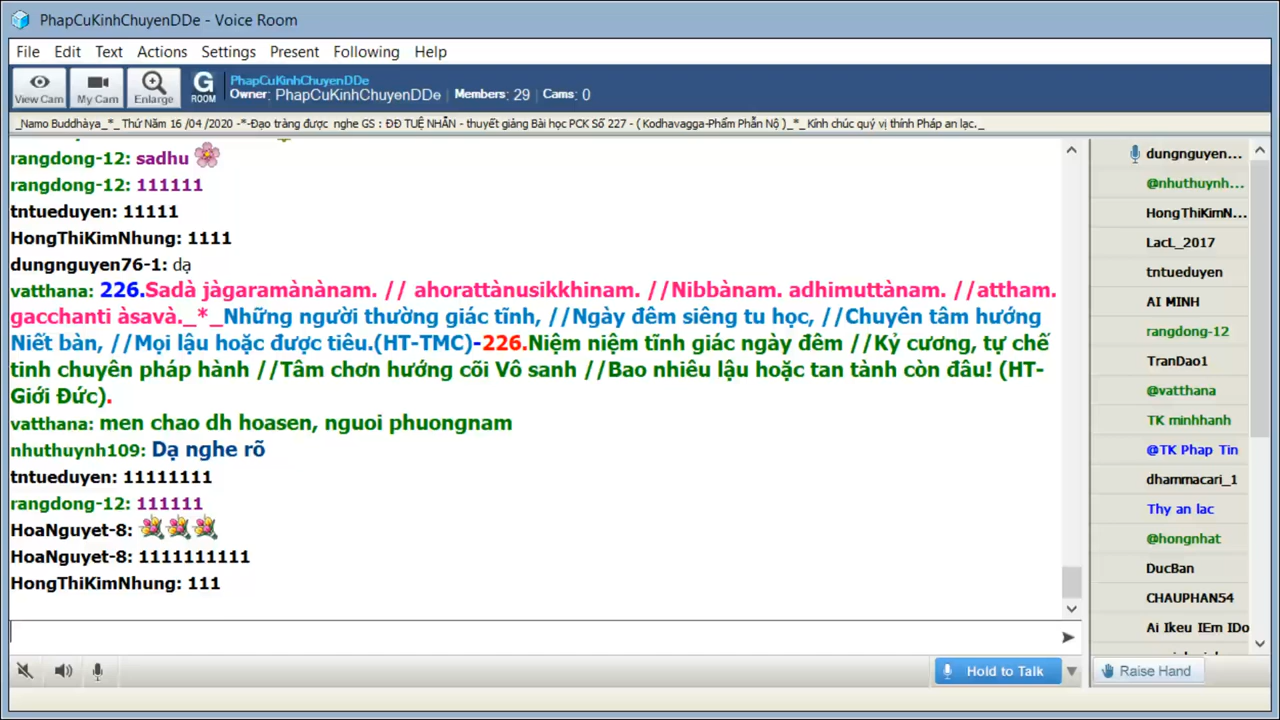 PhapCuKinhChuyenDDe - Voice Room
File Edit Text Actions Settings Present Following Help
View Cam
My Cam
Enlarge
G ROOM
PhapCuKinhChuyenDDe
Owner: PhapCuKinhChuyenDDe Members: 29 Cams: 0
_Namo Buddhàya_*_ Thứ Năm 16 /04 /2020 -*-Đạo tràng được nghe GS : ĐĐ TUỆ NHẪN - thuyết giảng Bài học PCK Số 227 - ( Kodhavagga-Phẩm Phẫn Nộ )_*_ Kính chúc quý vị thính Pháp an lạc._
rangdong-12: sadhu
rangdong-12: 111111
tntueduyen: 11111
HongThiKimNhung: 1111
dungnguyen76-1: dạ
vatthana: 226.Sadà jàgaramànànam. // ahorattànusikkhinam. //Nibbànam. adhimuttànam. //attham.
gacchanti àsavà._*_Những người thường giác tĩnh, //Ngày đêm siêng tu học, //Chuyên tâm hướng
Niết bàn, //Mọi lậu hoặc được tiêu.(HT-TMC)-226.Niệm niệm tĩnh giác ngày đêm //Kỷ cương, tự chế
tinh chuyên pháp hành //Tâm chơn hướng cõi Vô sanh //Bao nhiêu lậu hoặc tan tành còn đâu! (HT-
Giới Đức).
vatthana: men chao dh hoasen, nguoi phuongnam
nhuthuynh109: Dạ nghe rõ
tntueduyen: 11111111
rangdong-12: 111111
HoaNguyet-8:
HoaNguyet-8: 1111111111
HongThiKimNhung: 111
dungnguyen...
@nhuthuynh...
HongThiKimN...
LacL_2017
tntueduyen
AI MINH
rangdong-12
TranDao1
@vatthana
TK minhhanh
@TK Phap Tin
dhammacari_1
Thy an lac
@hongnhat
DucBan
CHAUPHAN54
Ai Ikeu IEm IDo
Hold to Talk
Raise Hand